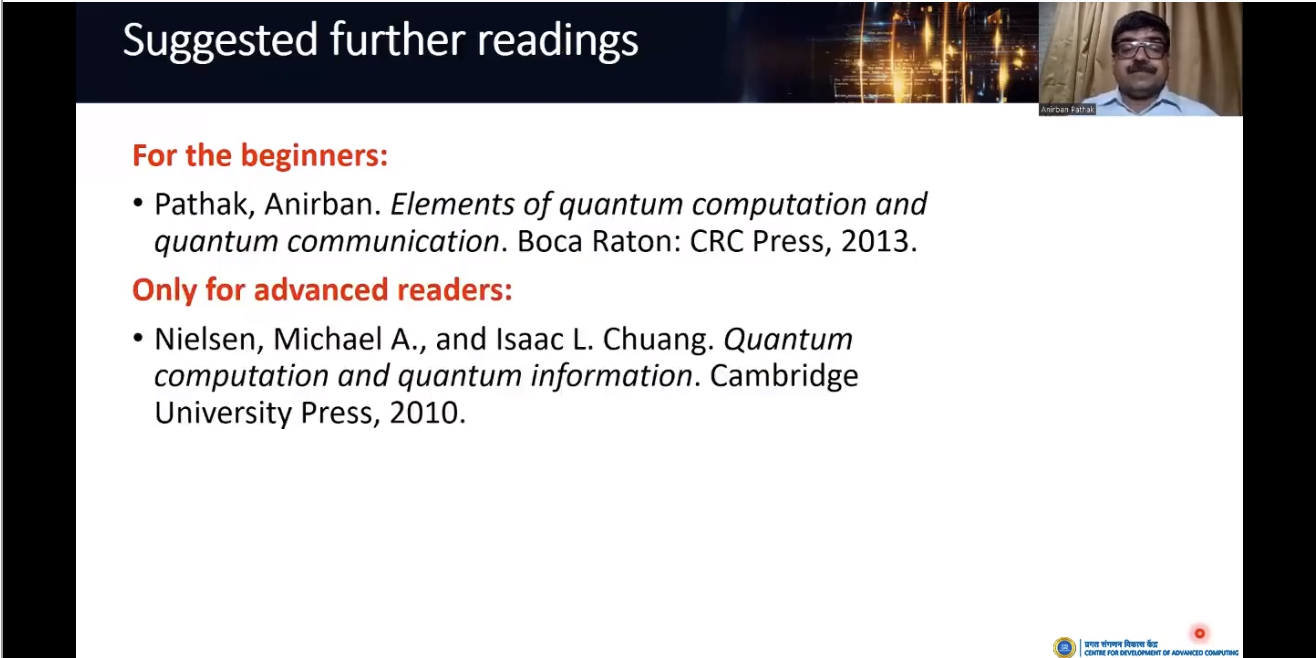 Suggested further readings
Anirban Pathak
For the beginners:
• Pathak, Anirban. Elements of quantum computation and
quantum communication. Boca Raton: CRC Press, 2013.
Only for advanced readers:
• Nielsen, Michael A., and Isaac L. Chuang. Quantum
computation and quantum information. Cambridge
University Press, 2010.
प्रगत संगणन विकास केंद्र
CENTRE FOR DEVELOPMENT OF ADVANCED COMPUTING